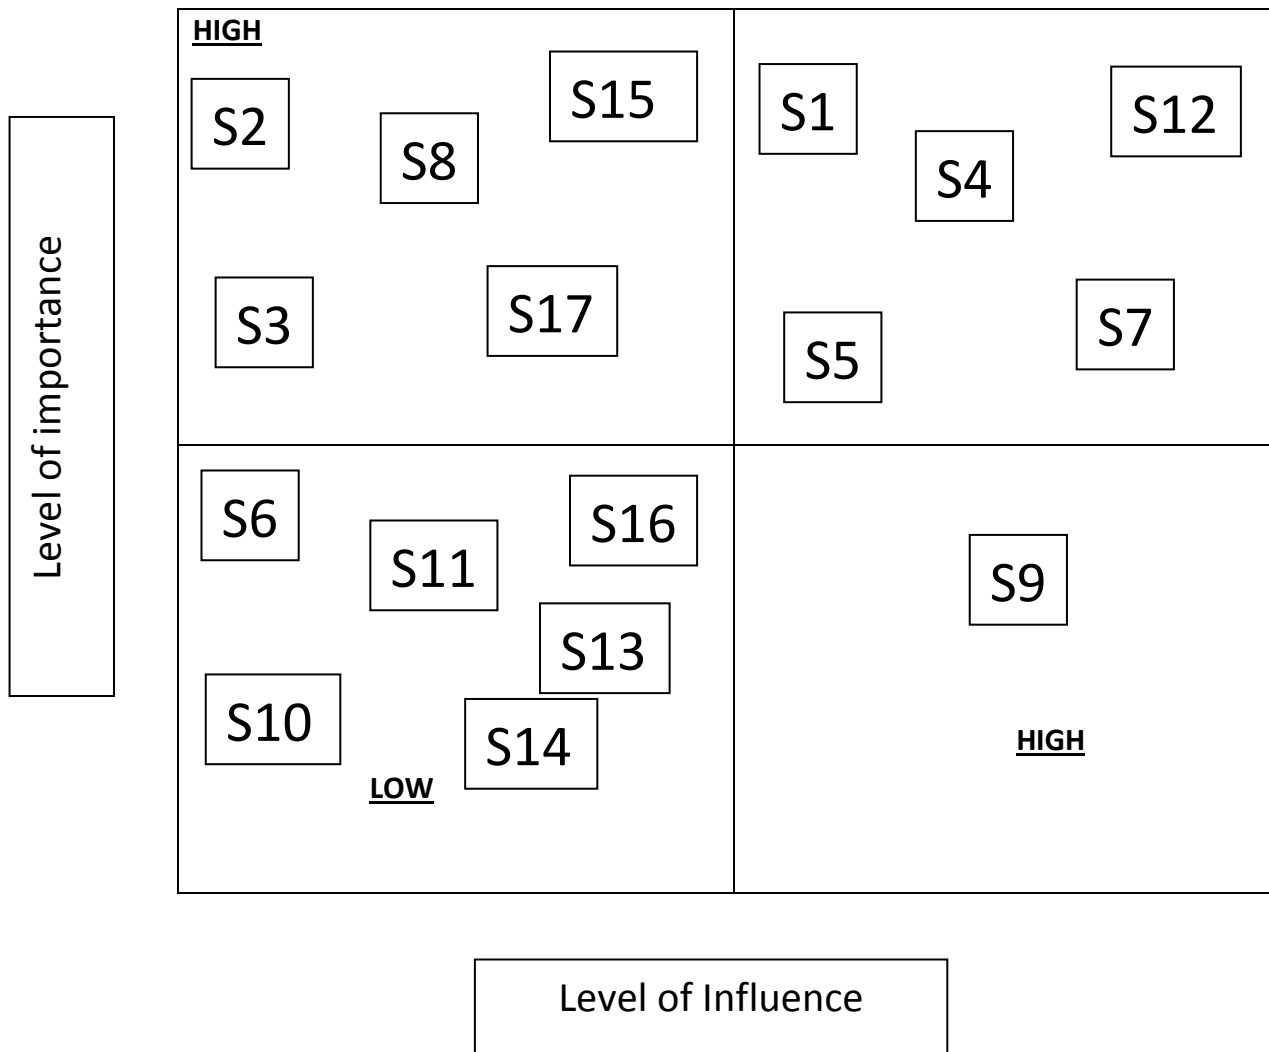 HIGH
S2
S8
S15
S1
S4
S12
S3
S17
S5
S7
Level of importance
S6
S11
S16
S13
S10
S14
LOW
S9
HIGH
Level of Influence